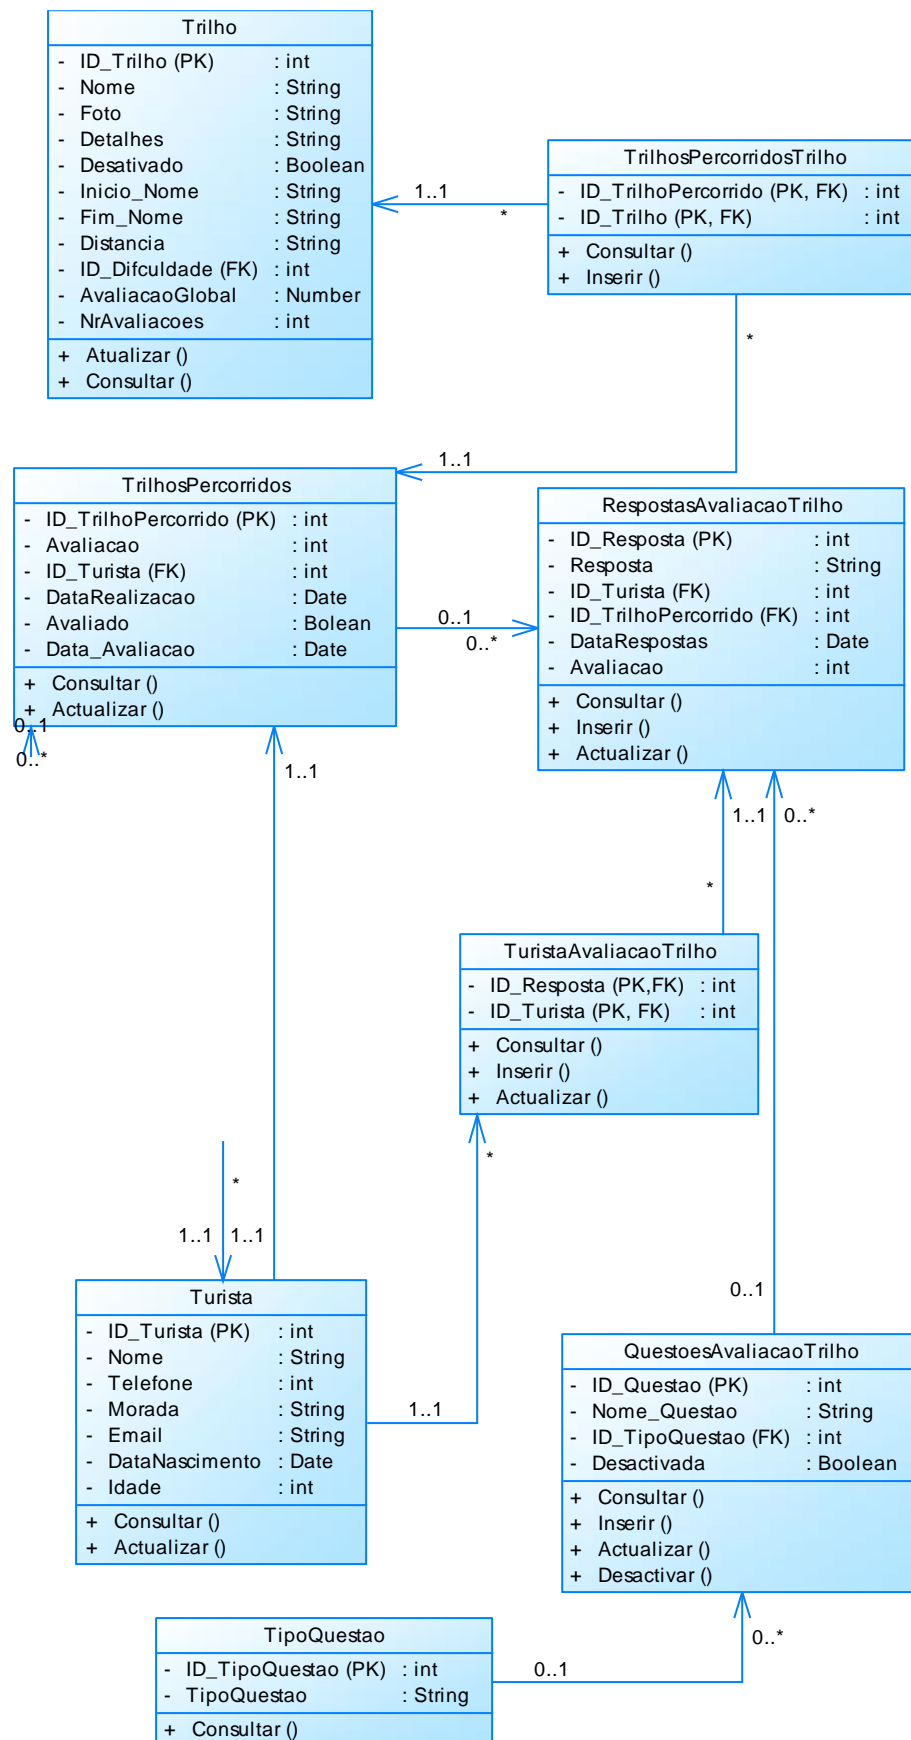 Trilho
- ID_Trilho (PK) : int
- Nome : String
- Foto : String
- Detalhes : String
- Desativado : Boolean
- Inicio_Nome : String
- Fim_Nome : String
- Distancia : String
- ID_Difculdade (FK) : int
- AvaliacaoGlobal : Number
- NrAvaliacoes : int
+ Atualizar ()
+ Consultar ()
1..1
*
TrilhosPercorridosTrilho
- ID_TrilhoPercorrido (PK, FK) : int
- ID_Trilho (PK, FK) : int
+ Consultar ()
+ Inserir ()
*
1..1
TrilhosPercorridos
- ID_TrilhoPercorrido (PK) : int
- Avaliacao : int
- ID_Turista (FK) : int
- DataRealizacao : Date
- Avaliado : Bolean
- Data_Avaliacao : Date
+ Consultar ()
+ Actualizar ()
0..1
0..*
0..1
0..*
1..1
RespostasAvaliacaoTrilho
- ID_Resposta (PK) : int
- Resposta : String
- ID_Turista (FK) : int
- ID_TrilhoPercorrido (FK) : int
- DataRespostas : Date
- Avaliacao : int
+ Consultar ()
+ Inserir ()
+ Actualizar ()
1..1
0..*
*
TuristaAvaliacaoTrilho
- ID_Resposta (PK,FK) : int
- ID_Turista (PK, FK) : int
+ Consultar ()
+ Inserir ()
+ Actualizar ()
*
*
1..1
1..1
Turista
- ID_Turista (PK) : int
- Nome : String
- Telefone : int
- Morada : String
- Email : String
- DataNascimento : Date
- Idade : int
+ Consultar ()
+ Actualizar ()
1..1
0..1
QuestoesAvaliacaoTrilho
- ID_Questao (PK) : int
- Nome_Questao : String
- ID_TipoQuestao (FK) : int
- Desactivada : Boolean
+ Consultar ()
+ Inserir ()
+ Actualizar ()
+ Desactivar ()
0..*
0..1
TipoQuestao
- ID_TipoQuestao (PK) : int
- TipoQuestao : String
+ Consultar ()